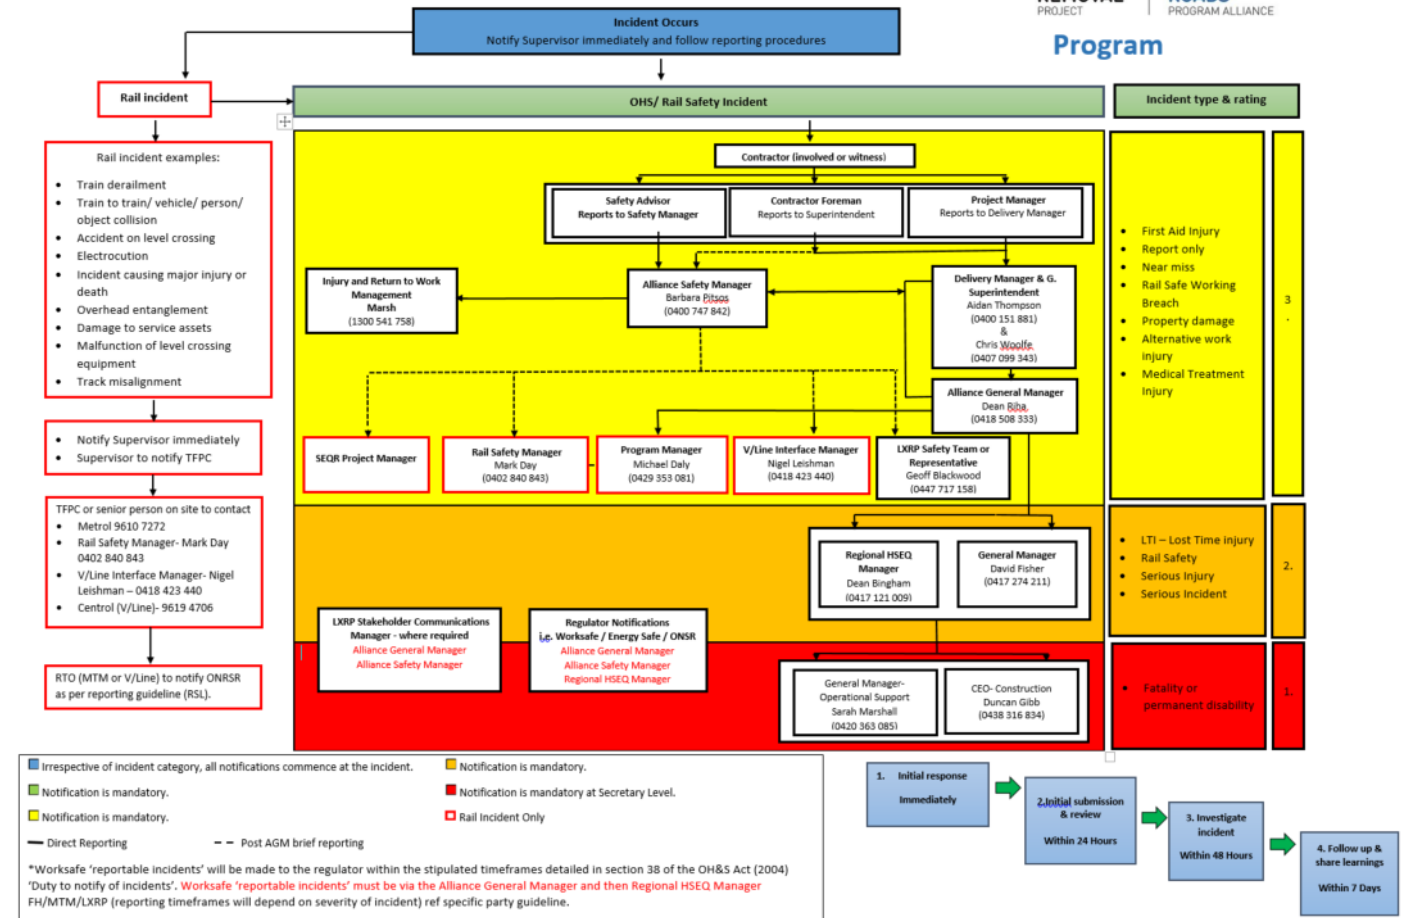 PROJECT
PROGRAM ALLIANCE
Program
Incident Occurs
Notify Supervisor immediately and follow reporting procedures
Rail incident
OHS/ Rail Safety Incident
Incident type & rating
Rail incident examples:
• Train derailment
• Train to train/ vehicle/ person/
object collision
• Accident on level crossing
• Electrocution
• Incident causing major injury or
death
• Overhead entanglement
• Damage to service assets
• Malfunction of level crossing
equipment
• Track misalignment
• Notify Supervisor immediately
• Supervisor to notify TFPC
TFPC or senior person on site to contact
• Metrol 9610 7272
• Rail Safety Manager- Mark Day
0402 840 843
• V/Line Interface Manager- Nigel
Leishman – 0418 423 440
• Centrol (V/Line)- 9619 4706
RTO (MTM or V/Line) to notify ONRSR
as per reporting guideline (RSL).
Contractor (involved or witness)
Safety Advisor
Reports to Safety Manager
Contractor Foreman
Reports to Superintendent
Project Manager
Reports to Delivery Manager
Injury and Return to Work
Management
Marsh
(1300 541 758)
Alliance Safety Manager
Barbara Pitsos
(0400 747 842)
Delivery Manager & G.
Superintendent
Aidan Thompson
(0400 151 881)
&
Chris Woolfe
(0407 099 343)
Alliance General Manager
Dean Riha
(0418 508 333)
SEQR Project Manager
Rail Safety Manager
Mark Day
(0402 840 843)
Program Manager
Michael Daly
(0429 353 081)
V/Line Interface Manager
Nigel Leishman
(0418 423 440)
LXRP Safety Team or
Representative
Geoff Blackwood
(0447 717 158)
Regional HSEQ
Manager
Dean Bingham
(0417 121 009)
General Manager
David Fisher
(0417 274 211)
LXRP Stakeholder Communications
Manager - where required
Alliance General Manager
Alliance Safety Manager
Regulator Notifications
i.e. Worksafe / Energy Safe / ONSR
Alliance General Manager
Alliance Safety Manager
Regional HSEQ Manager
General Manager-
Operational Support
Sarah Marshall
(0420 363 085)
CEO- Construction
Duncan Gibb
(0438 316 834)
• First Aid Injury
• Report only
• Near miss
• Rail Safe Working
Breach
• Property damage
• Alternative work
injury
• Medical Treatment
Injury
3
.
• LTI – Lost Time injury
• Rail Safety
• Serious Injury
• Serious Incident
2.
• Fatality or
permanent disability
1.
Irrespective of incident category, all notifications commence at the incident.
Notification is mandatory.
Notification is mandatory.
Notification is mandatory.
Notification is mandatory at Secretary Level.
Rail Incident Only
Direct Reporting
Post AGM brief reporting
*Worksafe ‘reportable incidents’ will be made to the regulator within the stipulated timeframes detailed in section 38 of the OH&S Act (2004)
‘Duty to notify of incidents’. Worksafe ‘reportable incidents’ must be via the Alliance General Manager and then Regional HSEQ Manager
FH/MTM/LXRP (reporting timeframes will depend on severity of incident) ref specific party guideline.
1. Initial response
Immediately
2.Initial submission
& review
Within 24 Hours
3. Investigate
incident
Within 48 Hours
4. Follow up &
share learnings
Within 7 Days